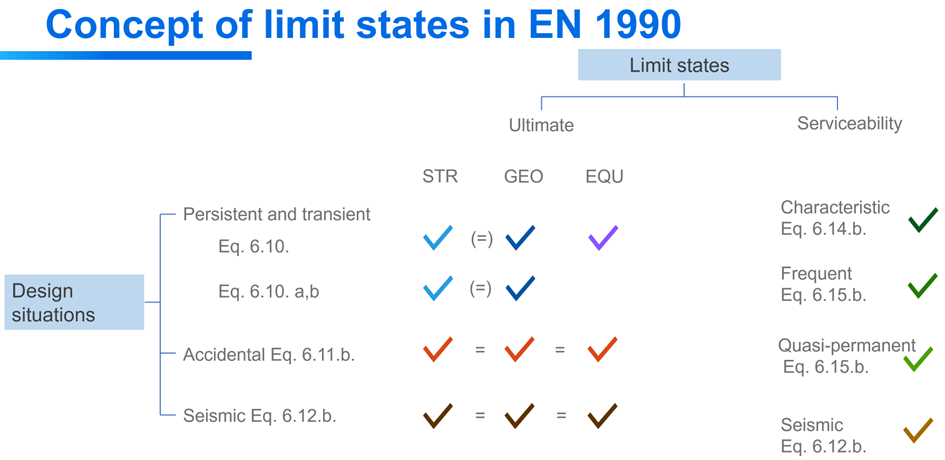 Concept of limit states in EN 1990
Limit states
Ultimate
Serviceability
STR GEO EQU
Persistent and transient
Eq. 6.10.
(=)
Eq. 6.10. a,b
(=)
Accidental Eq. 6.11.b.
= =
Seismic Eq. 6.12.b.
= =
Design
situations
Characteristic
Eq. 6.14.b.
Frequent
Eq. 6.15.b.
Quasi-permanent
Eq. 6.15.b.
Seismic
Eq. 6.12.b.